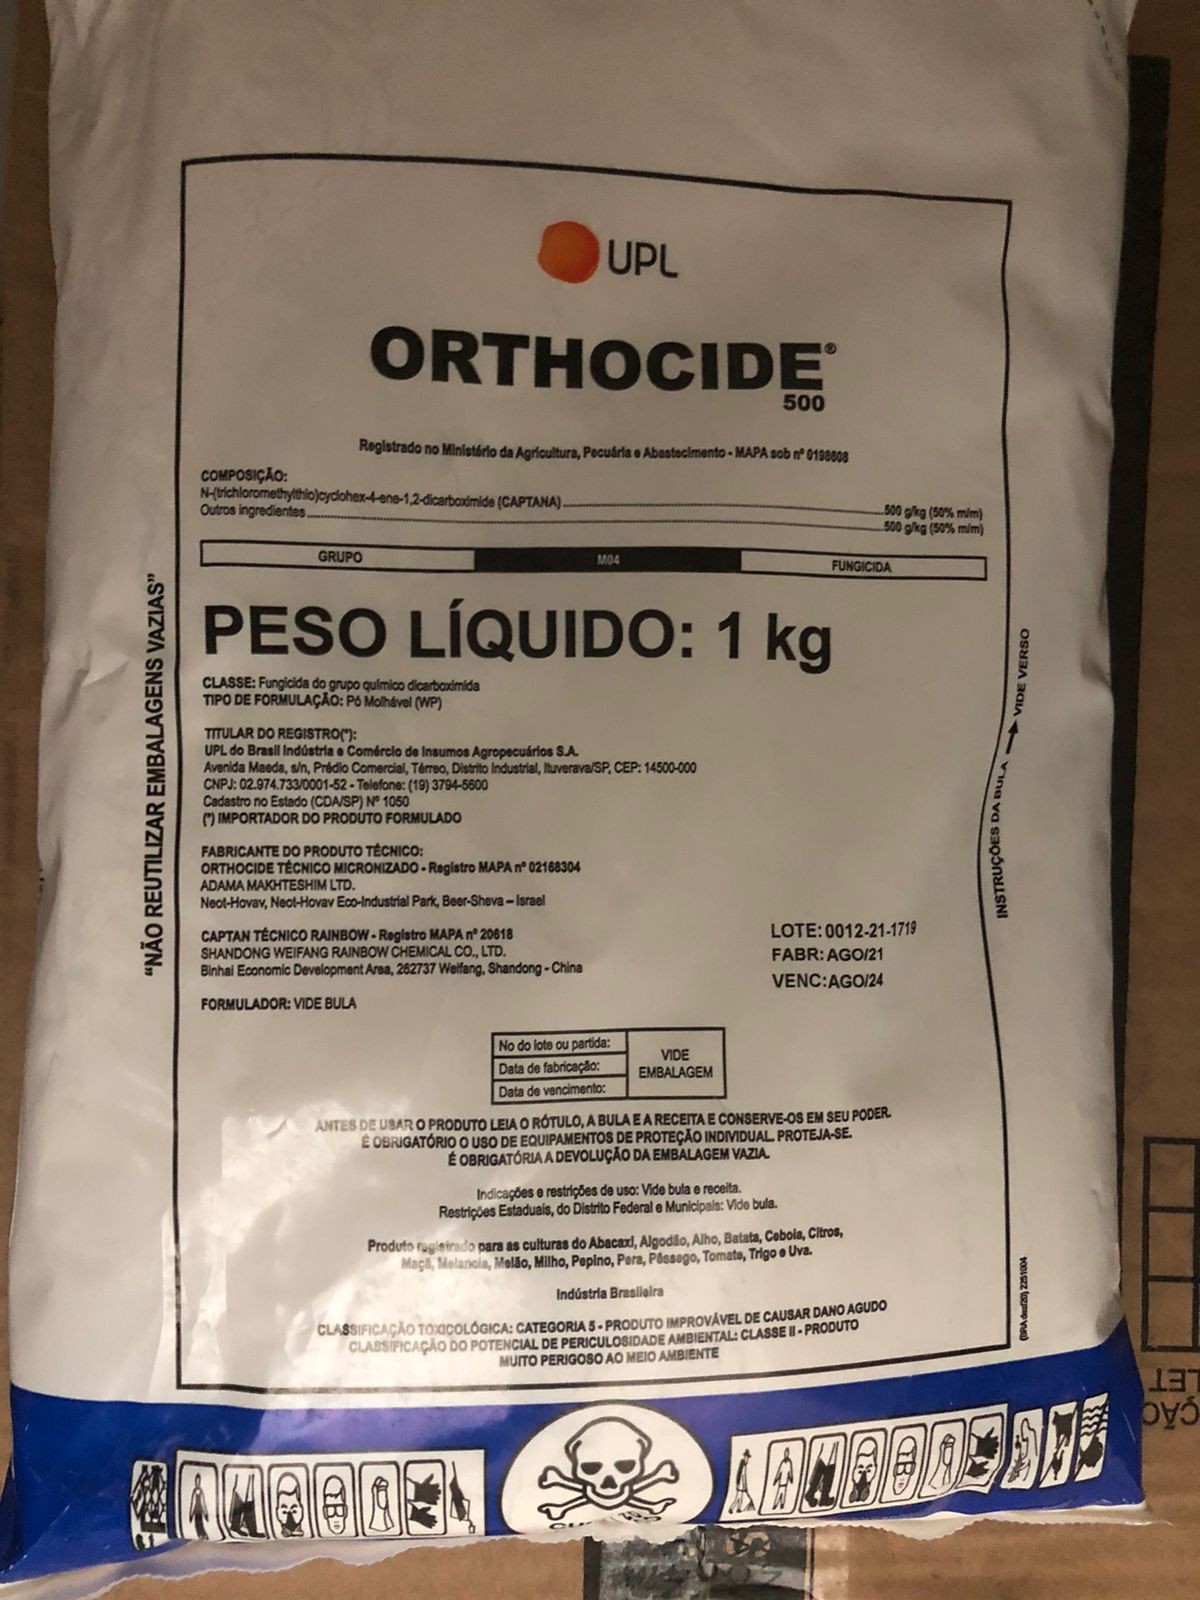 UPL
ORTHOCIDE®
500
Registrado no Ministério da Agricultura, Pecuária e Abastecimento - MAPA sob nº 0198608
COMPOSIÇÃO:
N-(trichloromethylthio)cyclohex-4-ene-1,2-dicarboximide (CAPTANA) ........ 500 g/kg (50% m/m)
Outros ingredientes ........ 500 g/kg (50% m/m)
GRUPO M04 FUNGICIDA
PESO LÍQUIDO: 1 kg
CLASSE: Fungicida do grupo químico dicarboximida
TIPO DE FORMULAÇÃO: Pó Molhável (WP)
TITULAR DO REGISTRO(*):
UPL do Brasil Indústria e Comércio de Insumos Agropecuários S.A.
Avenida Maeda, s/n, Prédio Comercial, Térreo, Distrito Industrial, Ituverava/SP, CEP: 14500-000
CNPJ: 02.974.733/0001-52 - Telefone: (19) 3794-5600
Cadastro no Estado (CDA/SP) Nº 1050
(*) IMPORTADOR DO PRODUTO FORMULADO
FABRICANTE DO PRODUTO TÉCNICO:
ORTHOCIDE TÉCNICO MICRONIZADO - Registro MAPA nº 02168304
ADAMA MAKHTESHIM LTD.
Neot-Hovav, Neot-Hovav Eco-Industrial Park, Beer-Sheva – Israel
CAPTAN TÉCNICO RAINBOW - Registro MAPA nº 20618
SHANDONG WEIFANG RAINBOW CHEMICAL CO., LTD.
Binhai Economic Development Area, 262737 Weifang, Shandong - China
FORMULADOR: VIDE BULA
LOTE: 0012-21-1719
FABR: AGO/21
VENC: AGO/24
No do lote ou partida:
Data de fabricação:
Data de vencimento:
VIDE
EMBALAGEM
ANTES DE USAR O PRODUTO LEIA O RÓTULO, A BULA E A RECEITA E CONSERVE-OS EM SEU PODER.
É OBRIGATÓRIO O USO DE EQUIPAMENTOS DE PROTEÇÃO INDIVIDUAL. PROTEJA-SE.
É OBRIGATÓRIA A DEVOLUÇÃO DA EMBALAGEM VAZIA.
Indicações e restrições de uso: Vide bula e receita.
Restrições Estaduais, do Distrito Federal e Municipais: Vide bula.
Produto registrado para as culturas do Abacaxi, Algodão, Alho, Batata, Cebola, Citros,
Maçã, Melancia, Melão, Milho, Pepino, Pera, Pêssego, Tomate, Trigo e Uva.
Indústria Brasileira
CLASSIFICAÇÃO TOXICOLÓGICA: CATEGORIA 5 - PRODUTO IMPROVÁVEL DE CAUSAR DANO AGUDO
CLASSIFICAÇÃO DO POTENCIAL DE PERICULOSIDADE AMBIENTAL: CLASSE II - PRODUTO
MUITO PERIGOSO AO MEIO AMBIENTE
"NÃO REUTILIZAR EMBALAGENS VAZIAS"
INSTRUÇÕES DA BULA → VIDE VERSO
(BRA-dez/20) 2251004